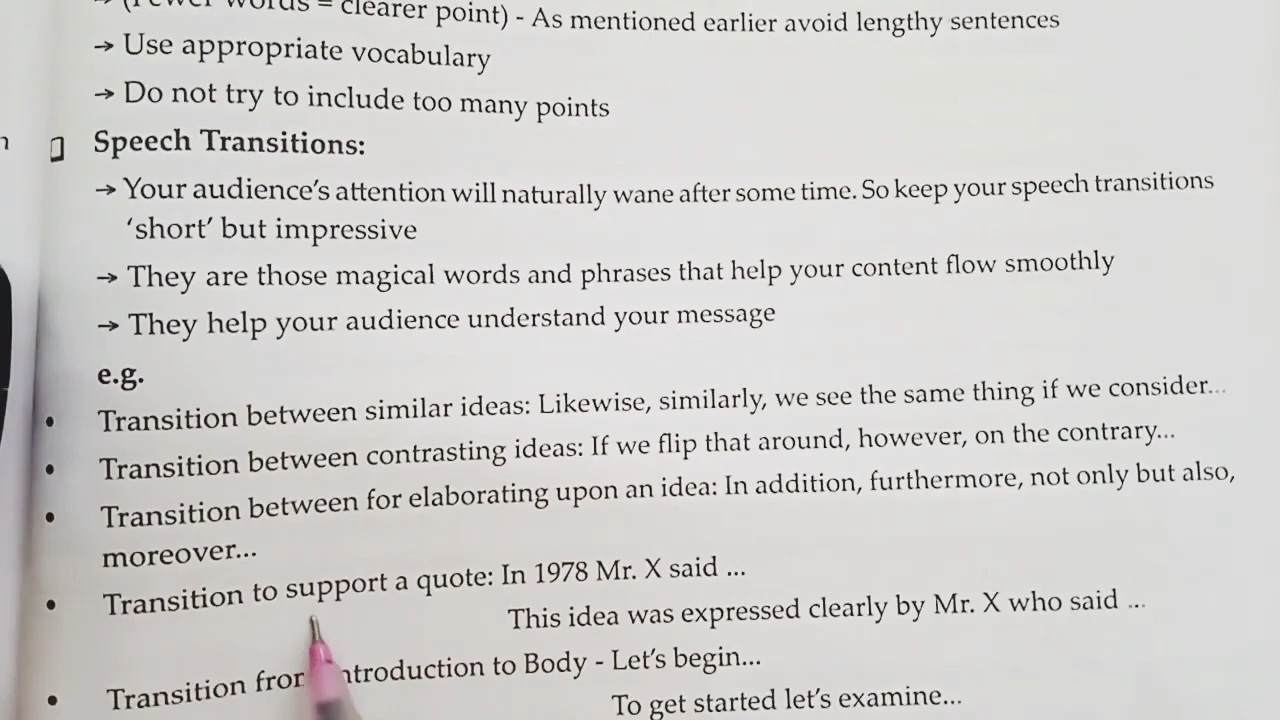 → (Fewer words = clearer point) - As mentioned earlier avoid lengthy sentences
→ Use appropriate vocabulary
→ Do not try to include too many points
❑ Speech Transitions:
→ Your audience's attention will naturally wane after some time. So keep your speech transitions
'short' but impressive
→ They are those magical words and phrases that help your content flow smoothly
→ They help your audience understand your message
e.g.
• Transition between similar ideas: Likewise, similarly, we see the same thing if we consider...
• Transition between contrasting ideas: If we flip that around, however, on the contrary...
• Transition between for elaborating upon an idea: In addition, furthermore, not only but also,
moreover...
• Transition to support a quote: In 1978 Mr. X said ...
This idea was expressed clearly by Mr. X who said ...
• Transition from Introduction to Body - Let's begin...
To get started let's examine...